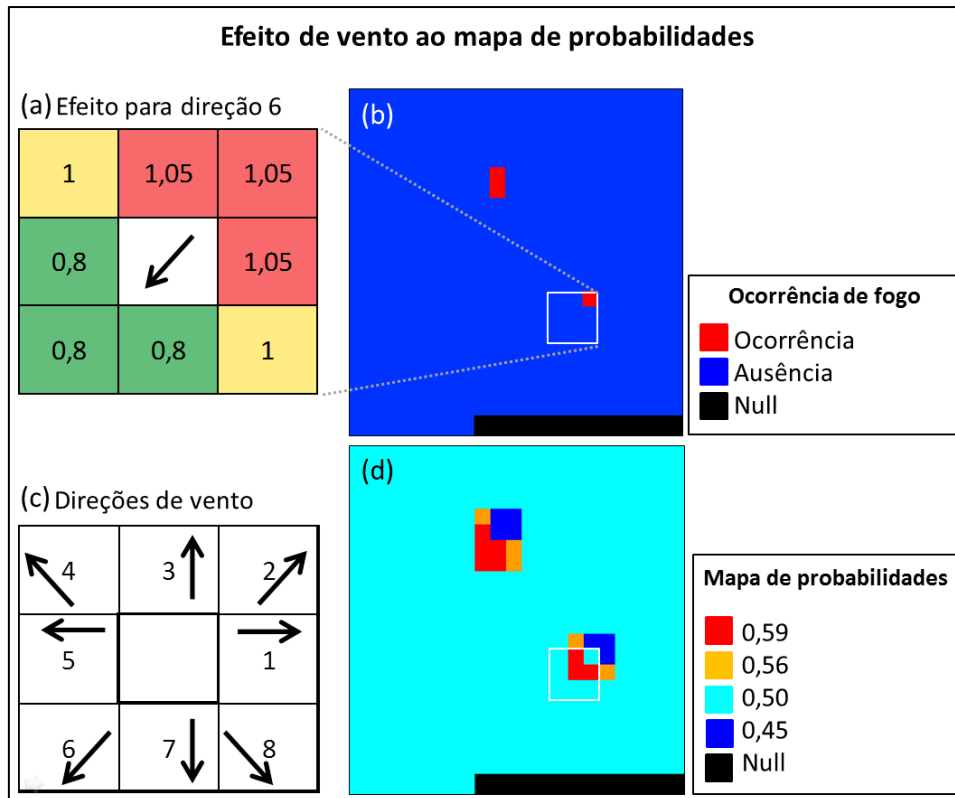 Efeito de vento ao mapa de probabilidades
(a) Efeito para direção 6
1 1,05 1,05
0,8 1,05
0,8 0,8 1
(b)
Ocorrência de fogo
Ocorrência
Ausência
Null
(c) Direções de vento
4 3 2
5 1
6 7 8
(d)
Mapa de probabilidades
0,59
0,56
0,50
0,45
Null